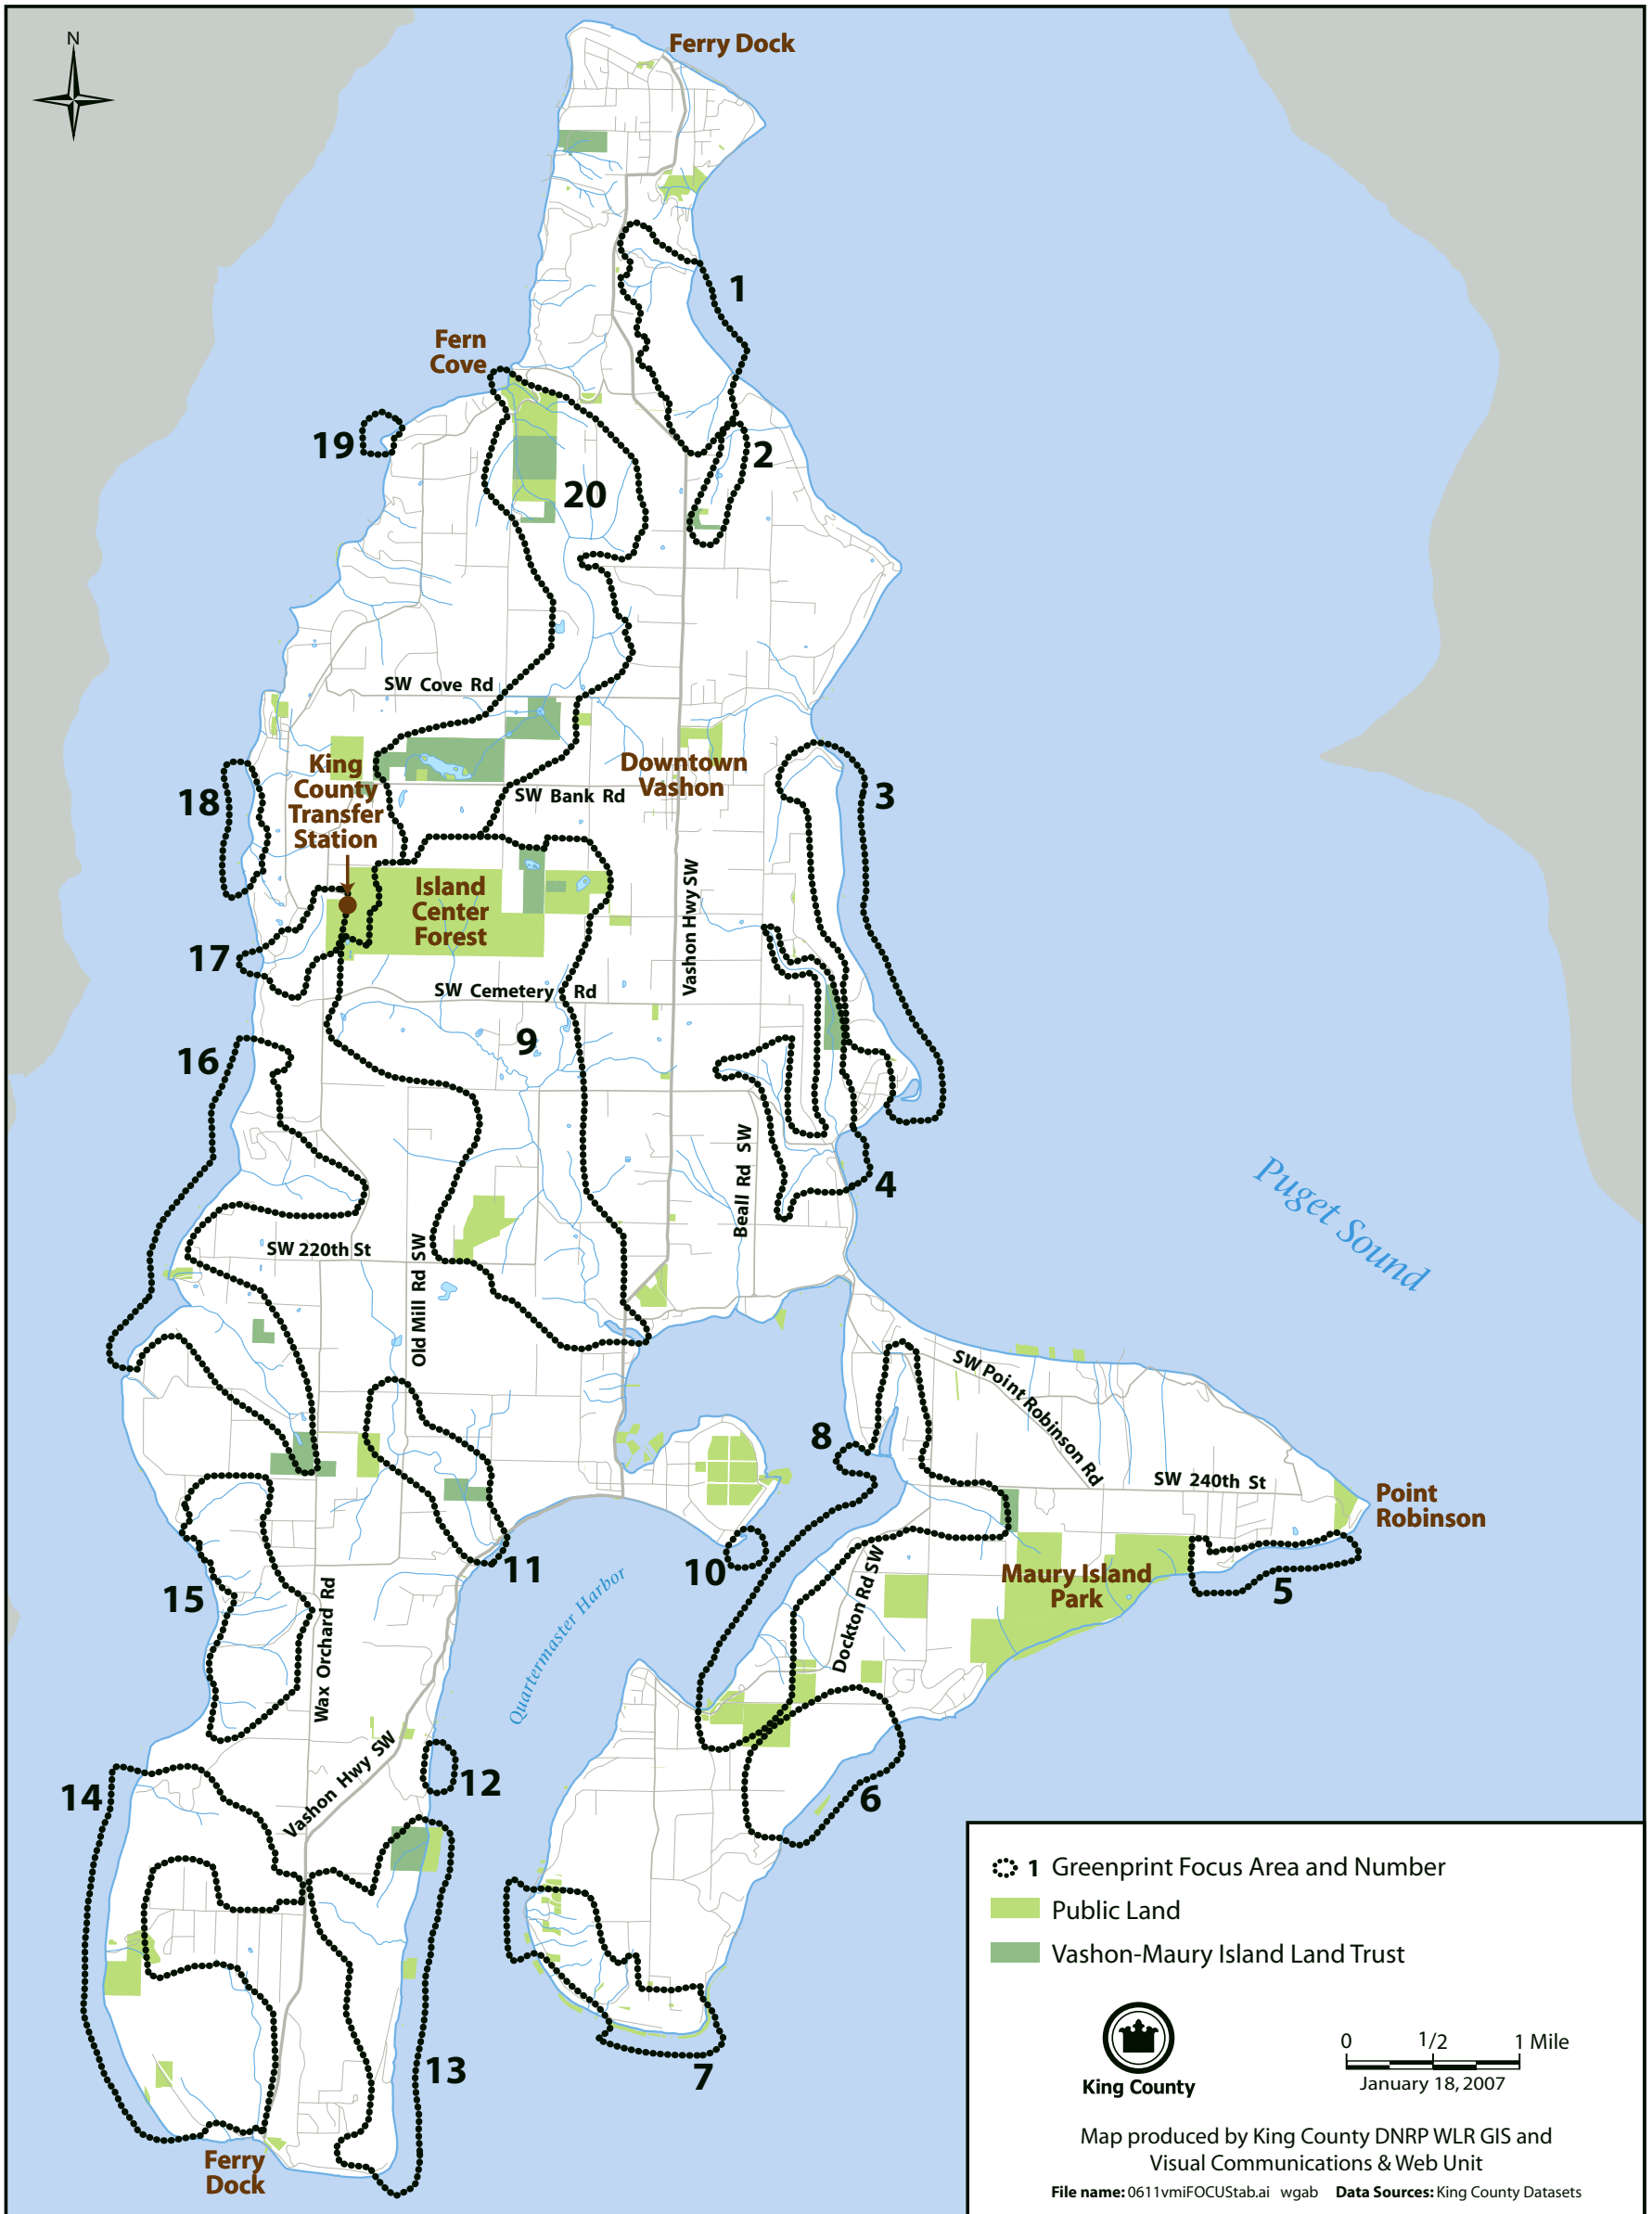 N
Ferry Dock
1
Fern
Cove
19
2
20
SW Cove Rd
King
County
Transfer
Station
Downtown
Vashon
SW Bank Rd
18
3
Island
Center
Forest
Vashon Hwy SW
17
SW Cemetery Rd
9
16
Beall Rd SW
4
Puget Sound
SW 220th St
Old Mill Rd SW
SW Point Robinson Rd
8
SW 240th St
Point
Robinson
11
10
Maury Island
Park
5
15
Quartermaster Harbor
Dockton Rd SW
Wax Orchard Rd
Vashon Hwy SW
14
12
6
13
7
Ferry
Dock
1 Greenprint Focus Area and Number
Public Land
Vashon-Maury Island Land Trust
King County
0 1/2 1 Mile
January 18, 2007
Map produced by King County DNRP WLR GIS and
Visual Communications & Web Unit
File name: 0611vmiFOCUStab.ai wgab Data Sources: King County Datasets